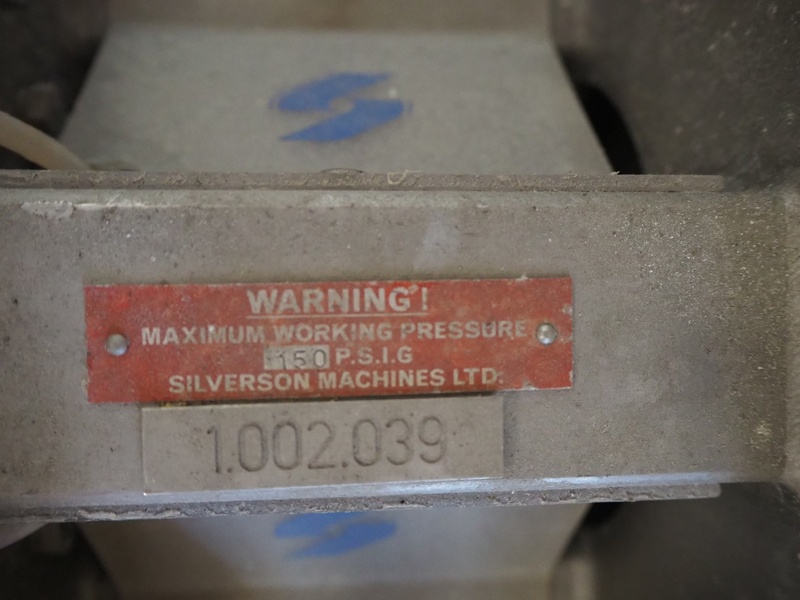 WARNING!
MAXIMUM WORKING PRESSURE
150 P.S.I.G
SILVERSON MACHINES LTD.
1.002.039